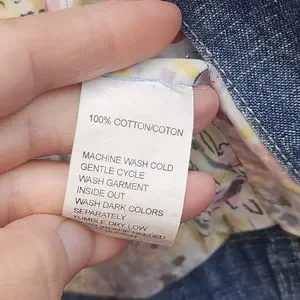 100% COTTON/COTON
MACHINE WASH COLD
GENTLE CYCLE
WASH GARMENT
INSIDE OUT
WASH DARK COLORS
SEPARATELY
TUMBLE DRY LOW
NEEDED